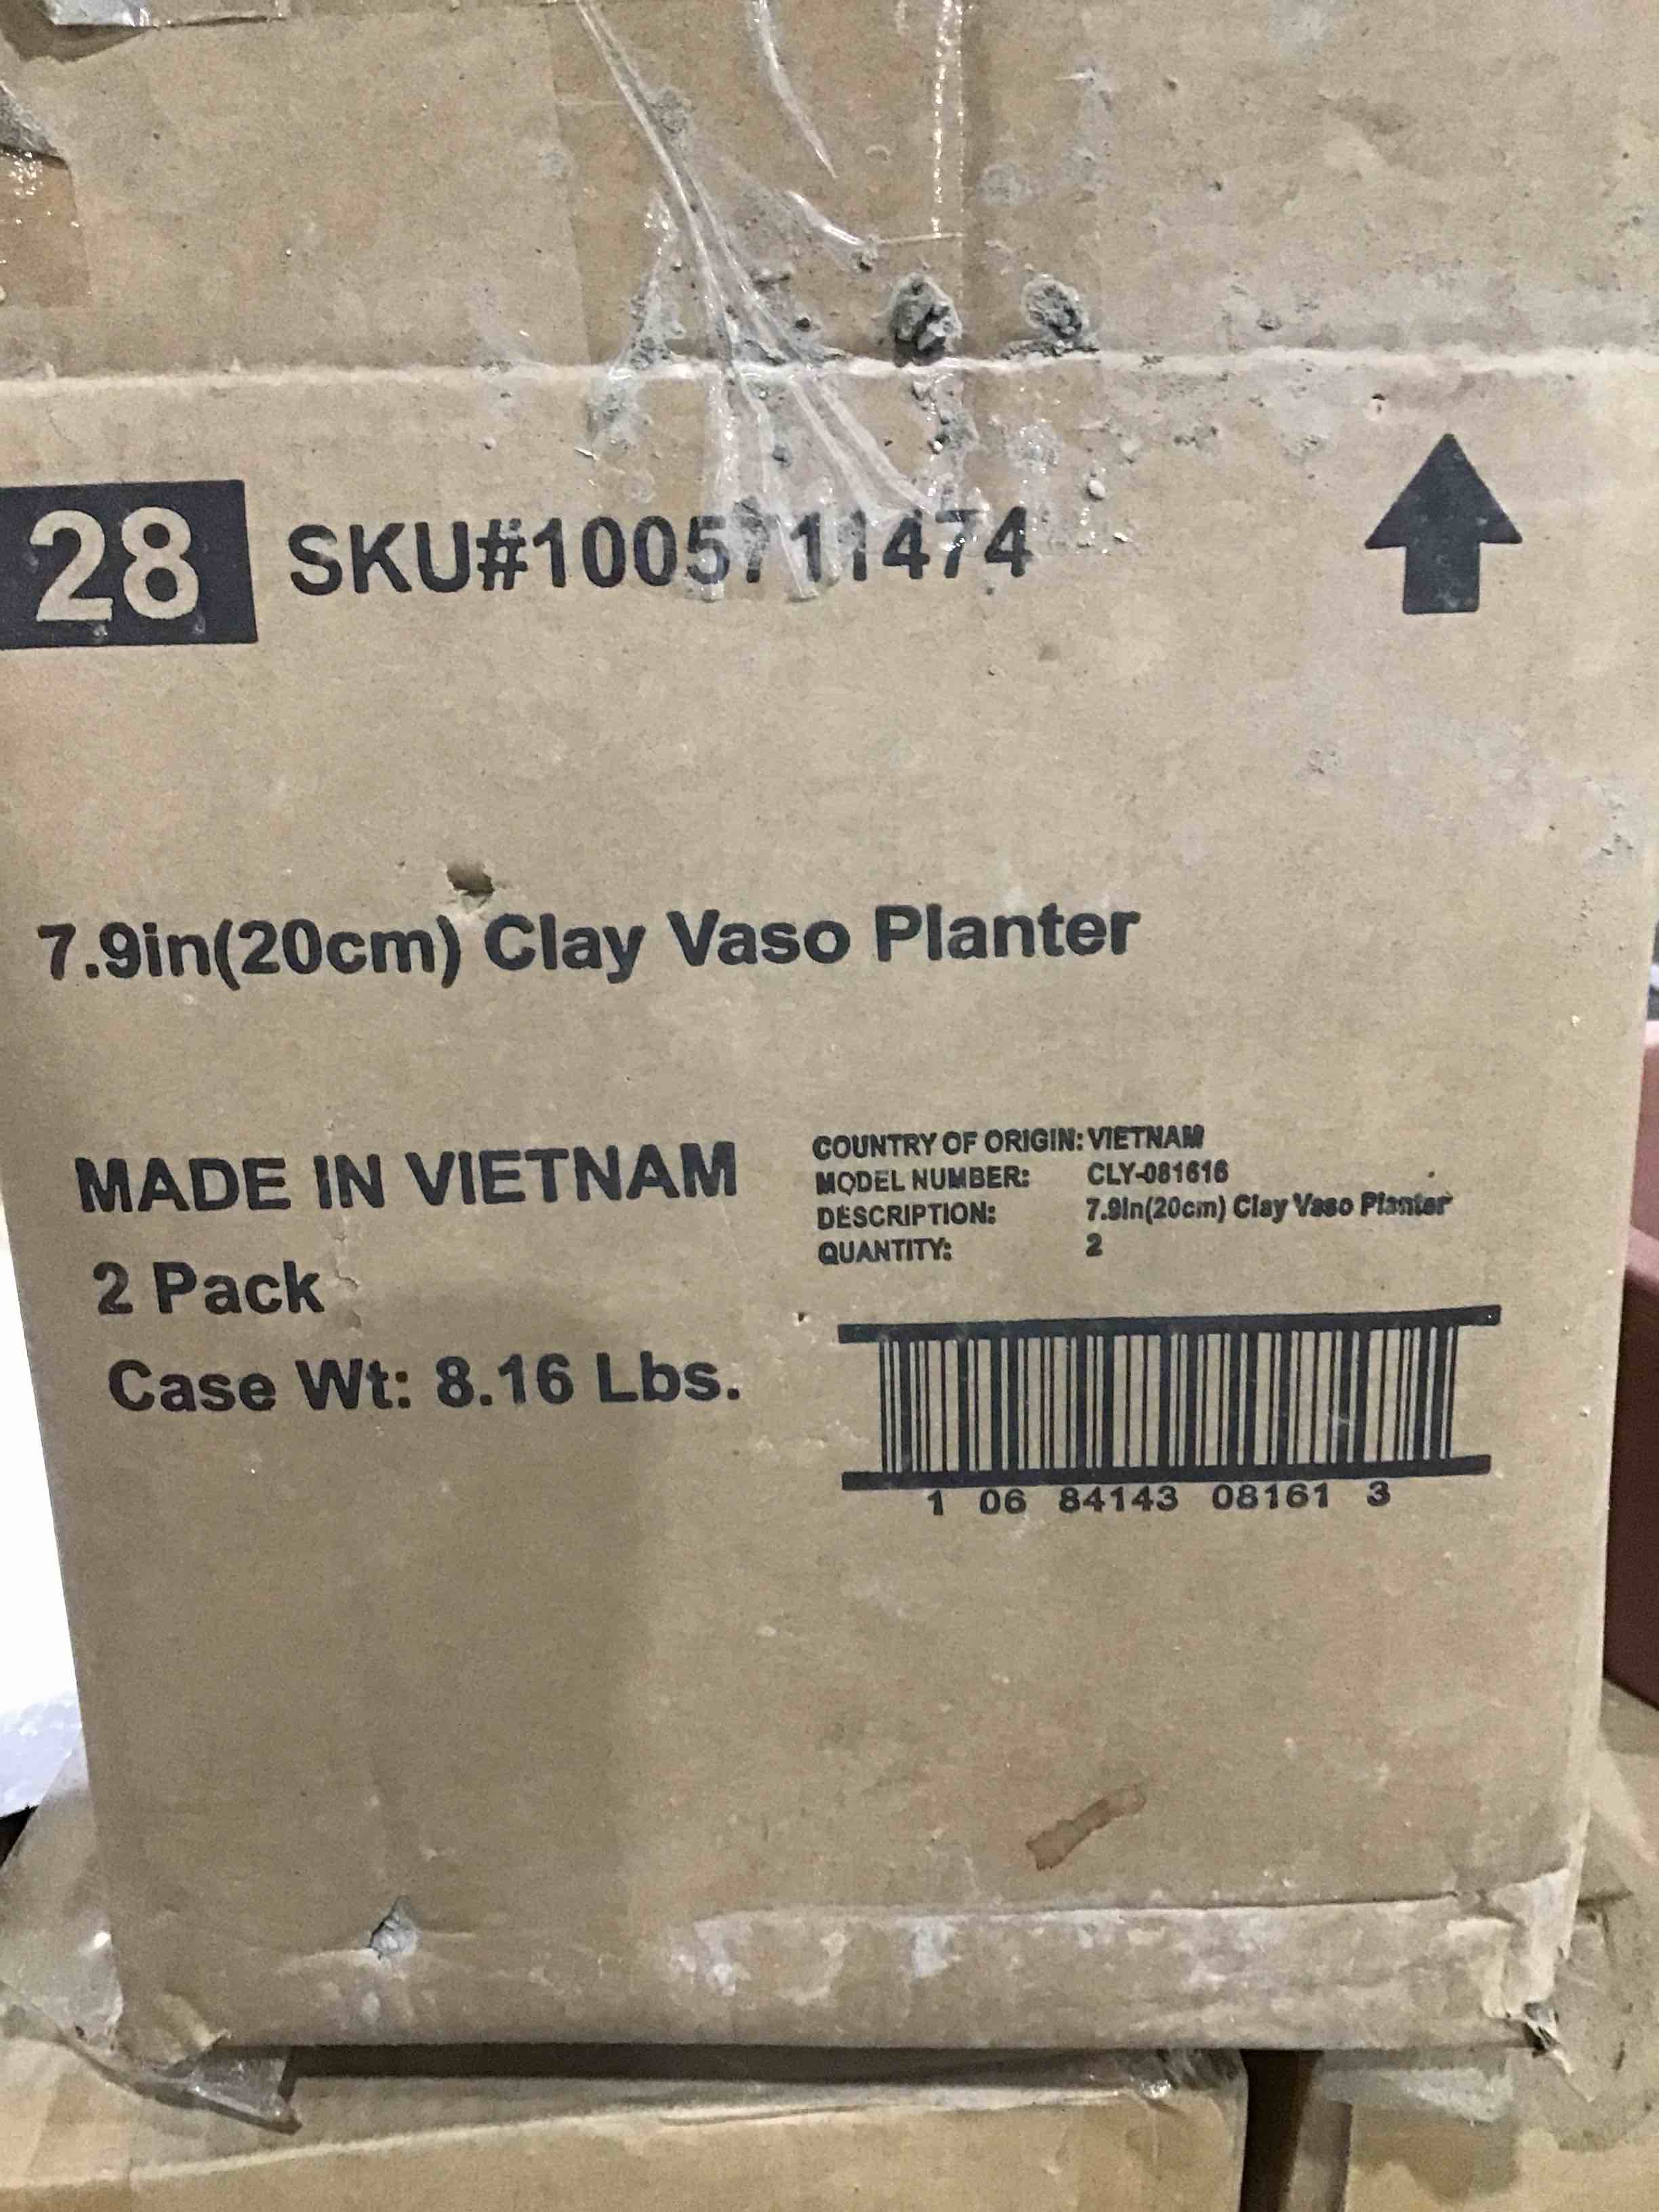 28 SKU#1005711474
7.9in(20cm) Clay Vaso Planter
MADE IN VIETNAM
2 Pack
Case Wt: 8.16 Lbs.
COUNTRY OF ORIGIN: VIETNAM
MODEL NUMBER: CLY-081616
DESCRIPTION: 7.9in(20cm) Clay Vaso Planter
QUANTITY: 2
1 06 84143 08161 3